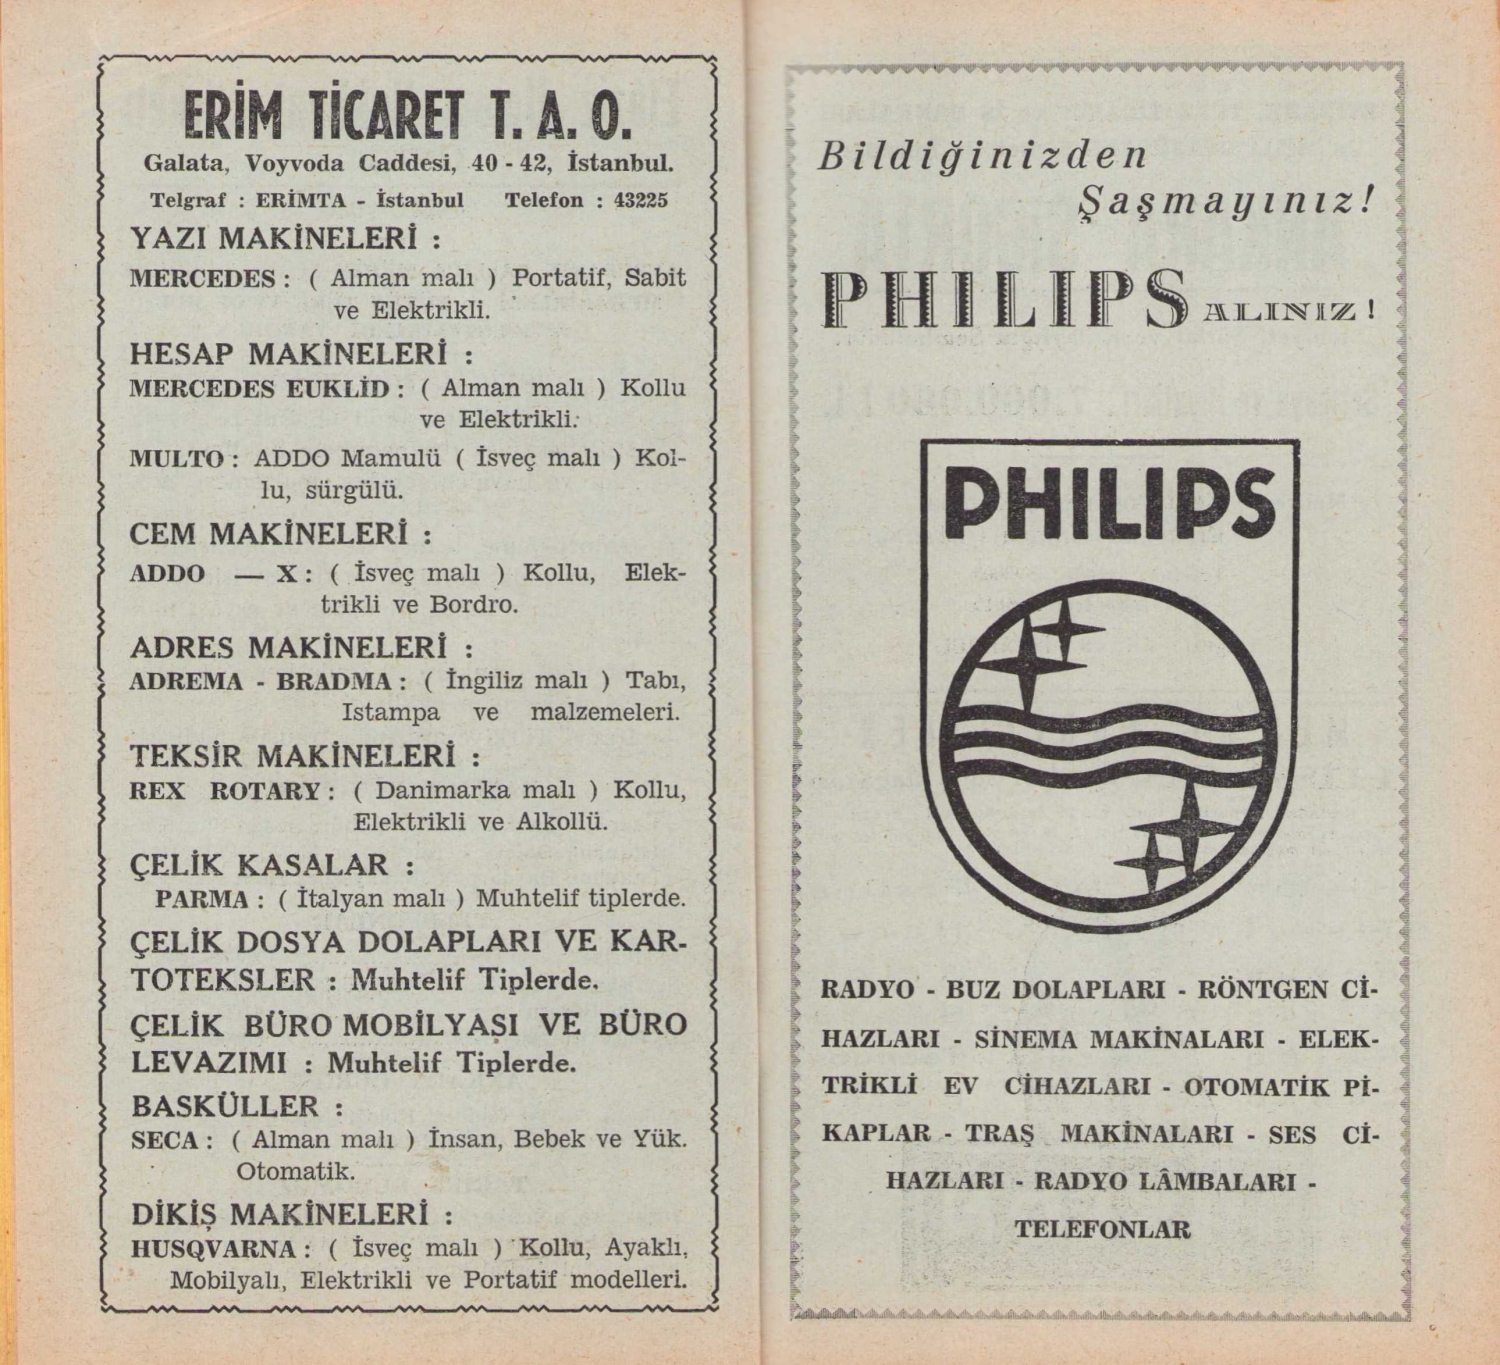 ERİM TİCARET T. A. O.
Galata, Voyvoda Caddesi, 40 - 42, İstanbul.
Telgraf : ERİMTA - İstanbul Telefon : 43225
YAZI MAKİNELERİ :
MERCEDES : ( Alman malı ) Portatif, Sabit
ve Elektrikli.
HESAP MAKİNELERİ :
MERCEDES EUKLİD : ( Alman malı ) Kollu
ve Elektrikli.
MULTO : ADDO Mamulü ( İsveç malı ) Kol-
lu, sürgülü.
CEM MAKİNELERİ :
ADDO — X : ( İsveç malı ) Kollu, Elek-
trikli ve Bordro.
ADRES MAKİNELERİ :
ADREMA - BRADMA : ( İngiliz malı ) Tabı,
Istampa ve malzemeleri.
TEKSİR MAKİNELERİ :
REX ROTARY : ( Danimarka malı ) Kollu,
Elektrikli ve Alkollü.
ÇELİK KASALAR :
PARMA : ( İtalyan malı ) Muhtelif tiplerde.
ÇELİK DOSYA DOLAPLARI VE KAR-
TOTEKSLER : Muhtelif Tiplerde.
ÇELİK BÜRO MOBİLYAŞI VE BÜRO
LEVAZIMI : Muhtelif Tiplerde.
BASKÜLLER :
SECA : ( Alman malı ) İnsan, Bebek ve Yük.
Otomatik.
DİKİŞ MAKİNELERİ :
HUSQVARNA : ( İsveç malı ) Kollu, Ayaklı,
Mobilyalı, Elektrikli ve Portatif modelleri.
Bildiğinizden
Şaşmayınız!
PHILIPS ALINIZ !
PHILIPS
RADYO - BUZ DOLAPLARI - RÖNTGEN Cİ-
HAZLARI - SİNEMA MAKİNALARI - ELEK-
TRİKLİ EV CİHAZLARI - OTOMATİK Pİ-
KAPLAR - TRAŞ MAKİNALARI - SES Cİ-
HAZLARI - RADYO LÂMBALARI -
TELEFONLAR